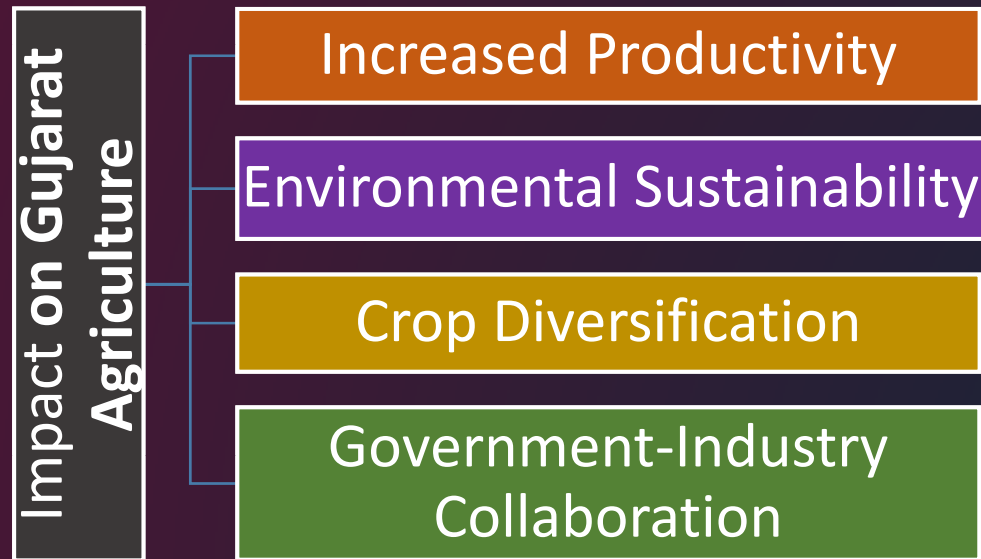 Impact on Gujarat
Agriculture
Increased Productivity
Environmental Sustainability
Crop Diversification
Government-Industry
Collaboration